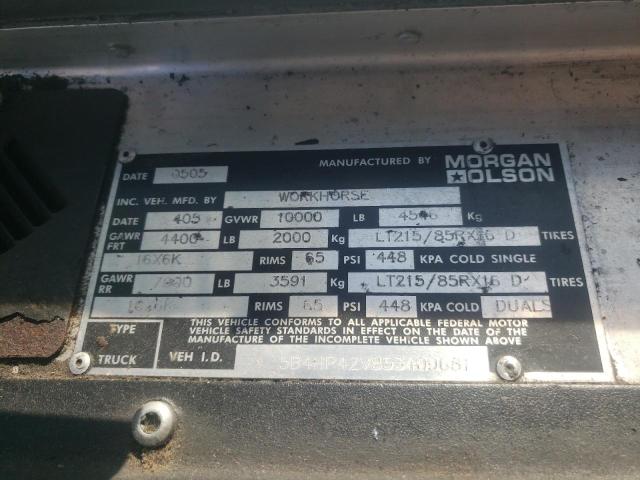 MANUFACTURED BY MORGAN OLSON
DATE 0505
INC. VEH. MFD. BY WORKHORSE
DATE 405 GVWR 10000 LB 4546 Kg
GAWR FRT 4400 LB 2000 Kg LT215/85RX16 D TIRES
16X6K RIMS 65 PSI 448 KPA COLD SINGLE
GAWR RR LB 3591 Kg LT215/85RX16 D TIRES
RIMS 65 PSI 448 KPA COLD DUALS
TYPE TRUCK
THIS VEHICLE CONFORMS TO ALL APPLICABLE FEDERAL MOTOR
VEHICLE SAFETY STANDARDS IN EFFECT ON THE DATE OF THE
MANUFACTURE OF THE INCOMPLETE VEHICLE SHOWN ABOVE
VEH I.D.